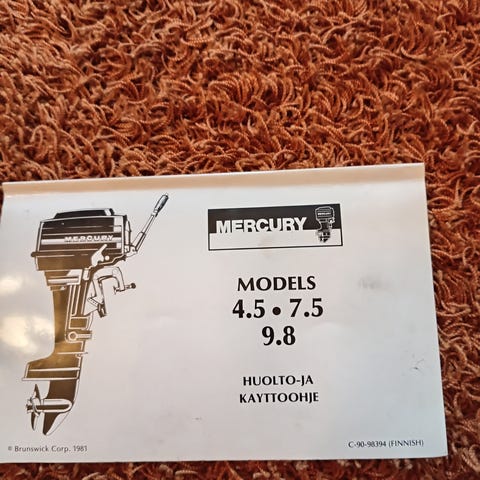 MERCURY
MERCURY
MODELS
4.5 • 7.5
9.8
HUOLTO-JA
KAYTTOOHJE
© Brunswick Corp. 1981
C-90-98394 (FINNISH)